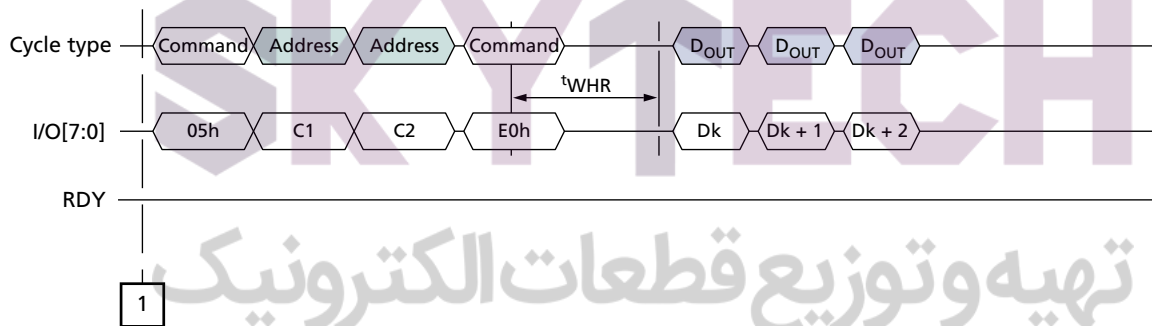 SKYTECH
Cycle type Command Address Address Command DOUT DOUT DOUT
tWHR
I/O[7:0] 05h C1 C2 E0h Dk Dk + 1 Dk + 2
RDY
تهیه و توزیع قطعات الکترونیک
1